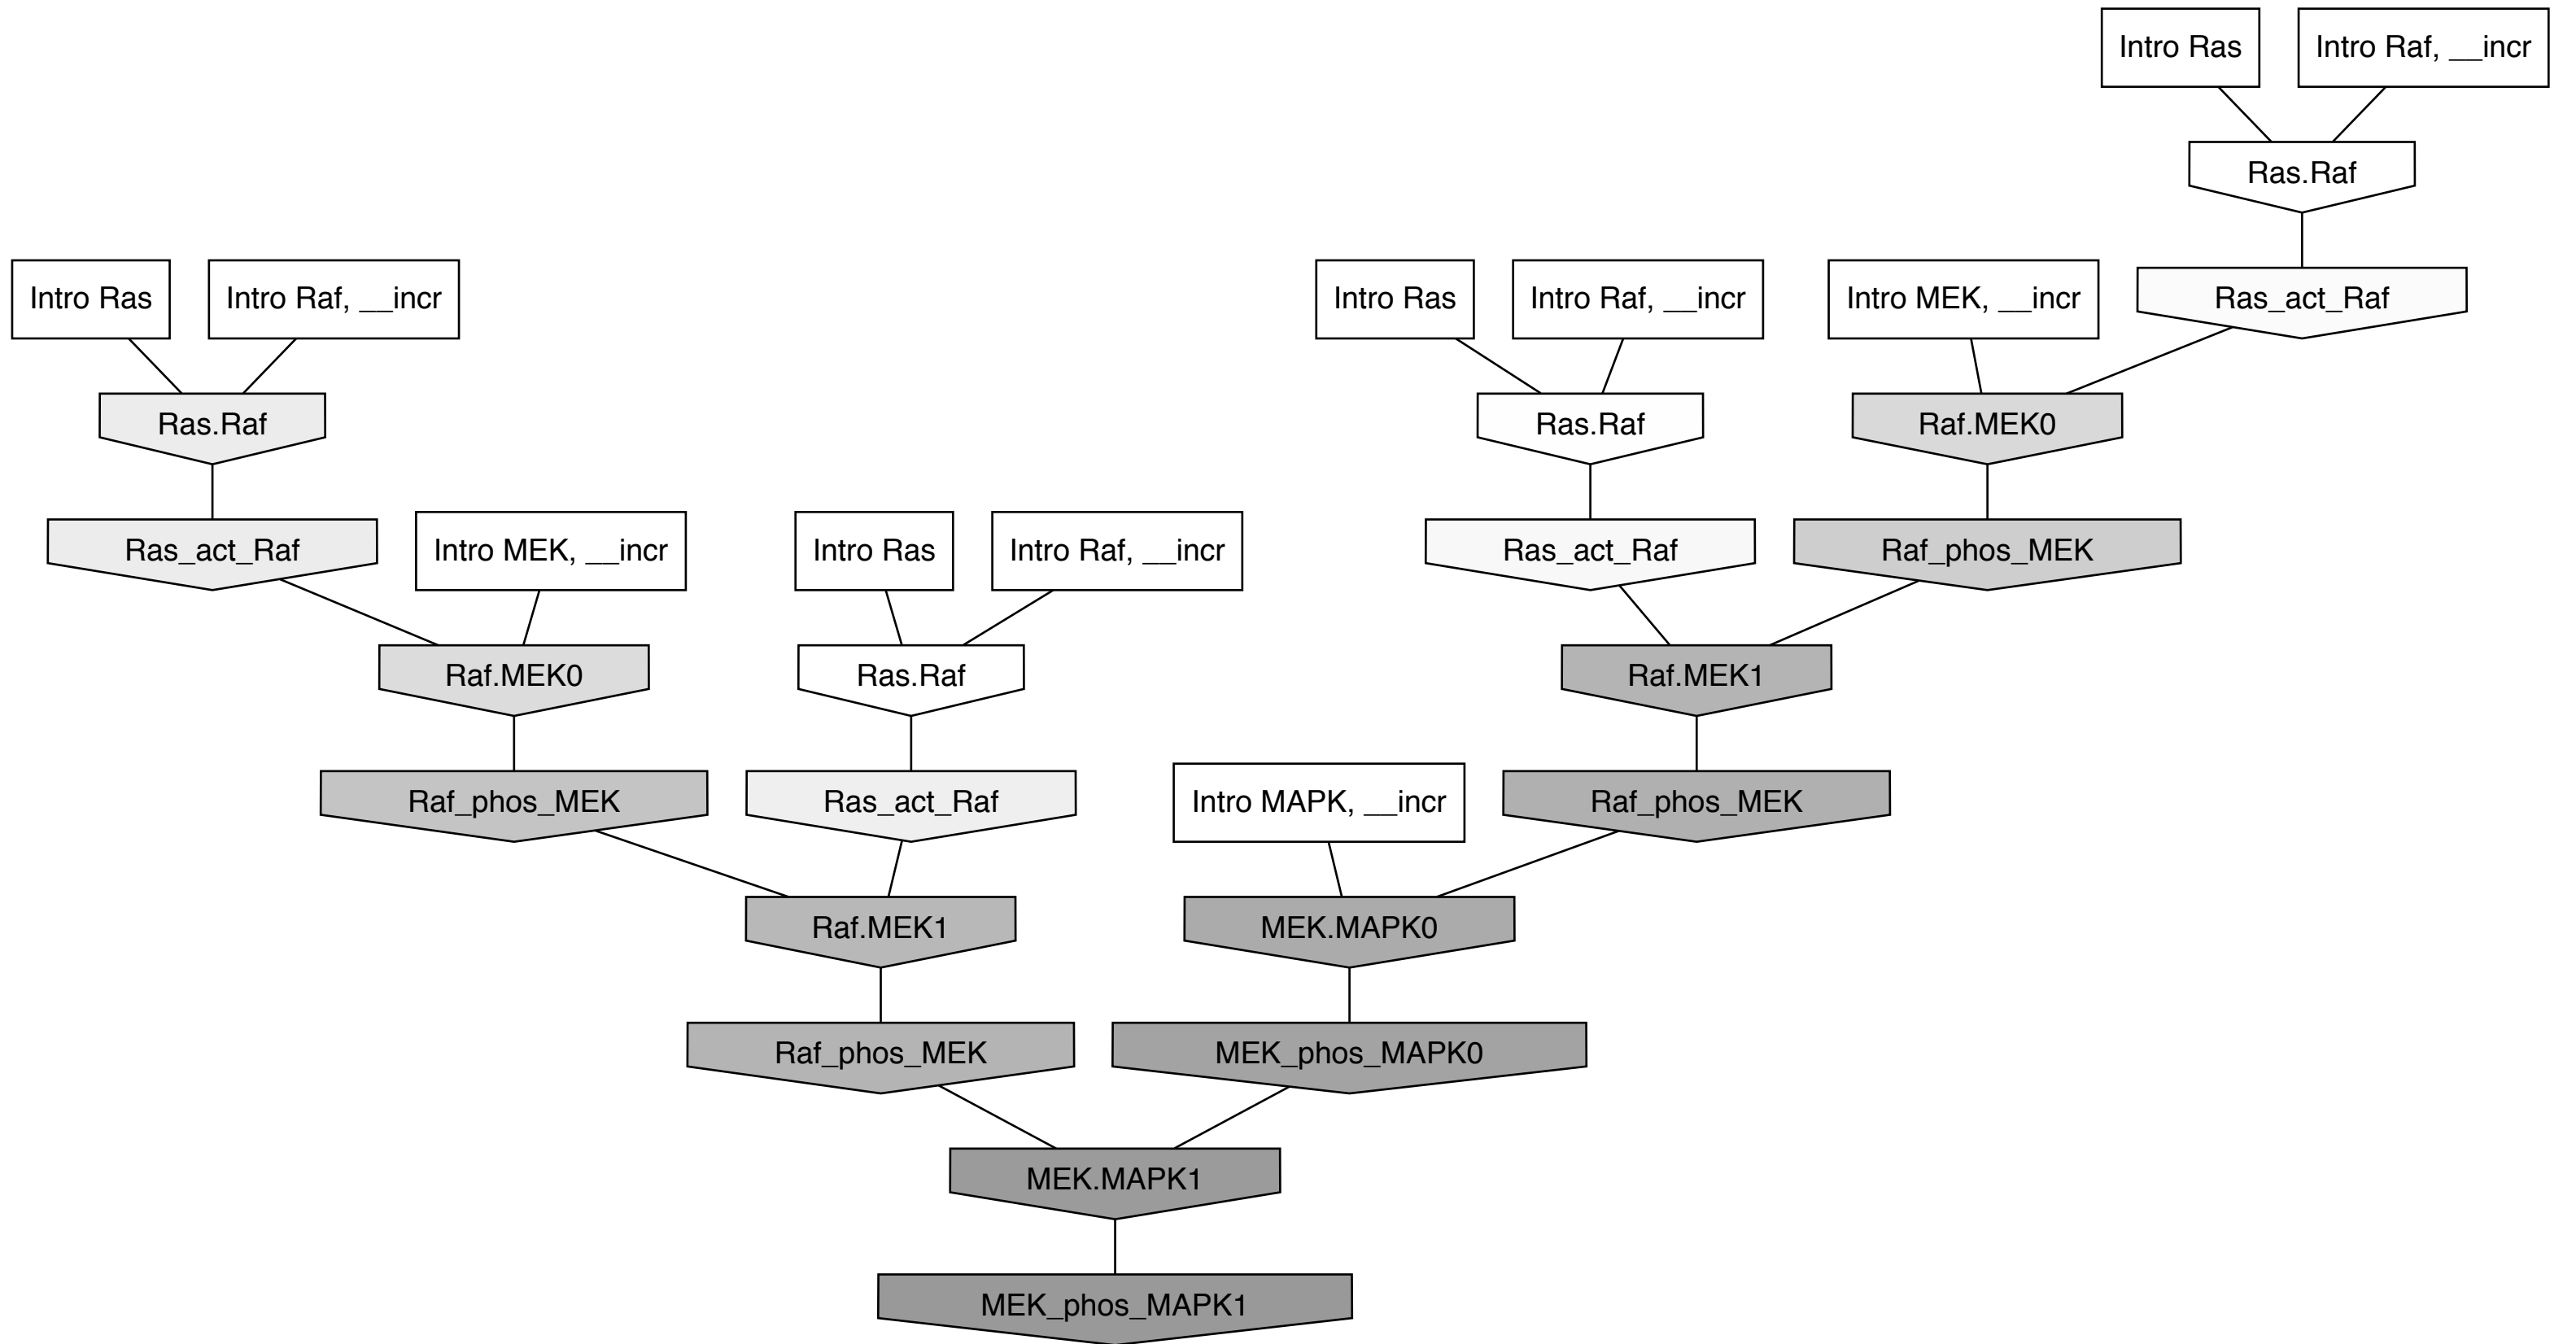 Intro Ras
Intro Raf, __incr
Ras.Raf
Intro Ras
Intro Raf, __incr
Intro Ras
Intro Raf, __incr
Intro MEK, __incr
Ras_act_Raf
Ras.Raf
Ras.Raf
Raf.MEK0
Ras_act_Raf
Intro MEK, __incr
Intro Ras
Intro Raf, __incr
Ras_act_Raf
Raf_phos_MEK
Raf.MEK0
Ras.Raf
Raf.MEK1
Raf_phos_MEK
Ras_act_Raf
Intro MAPK, __incr
Raf_phos_MEK
Raf.MEK1
MEK.MAPK0
Raf_phos_MEK
MEK_phos_MAPK0
MEK.MAPK1
MEK_phos_MAPK1